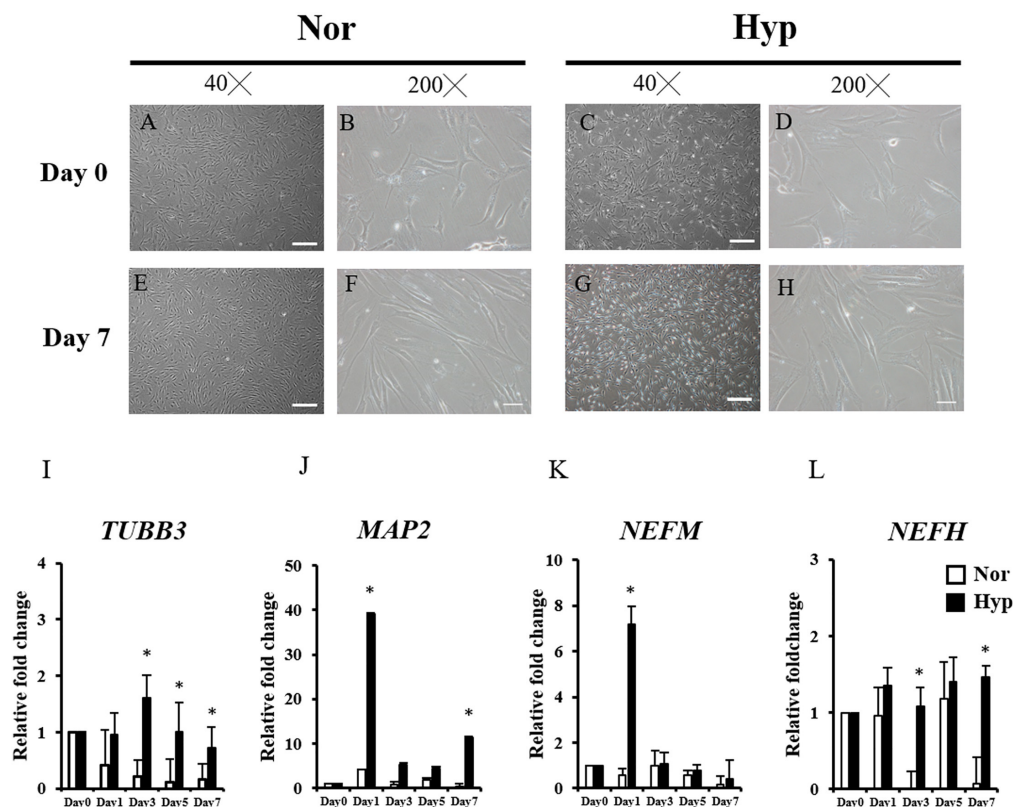 Nor Hyp
40× 200× 40× 200×
Day 0
A B C D
Day 7
E F G H
I J K L
TUBB3 MAP2 NEFM NEFH
Relative fold change
4
3
2
1
0
Day0 Day1 Day3 Day5 Day7
* * *
Relative fold change
50
40
30
20
10
0
Day0 Day1 Day3 Day5 Day7
* *
Relative fold change
10
8
6
4
2
0
Day0 Day1 Day3 Day5 Day7
*
Relative foldchange
3
2
1
0
Day0 Day1 Day3 Day5 Day7
* *
Nor
Hyp